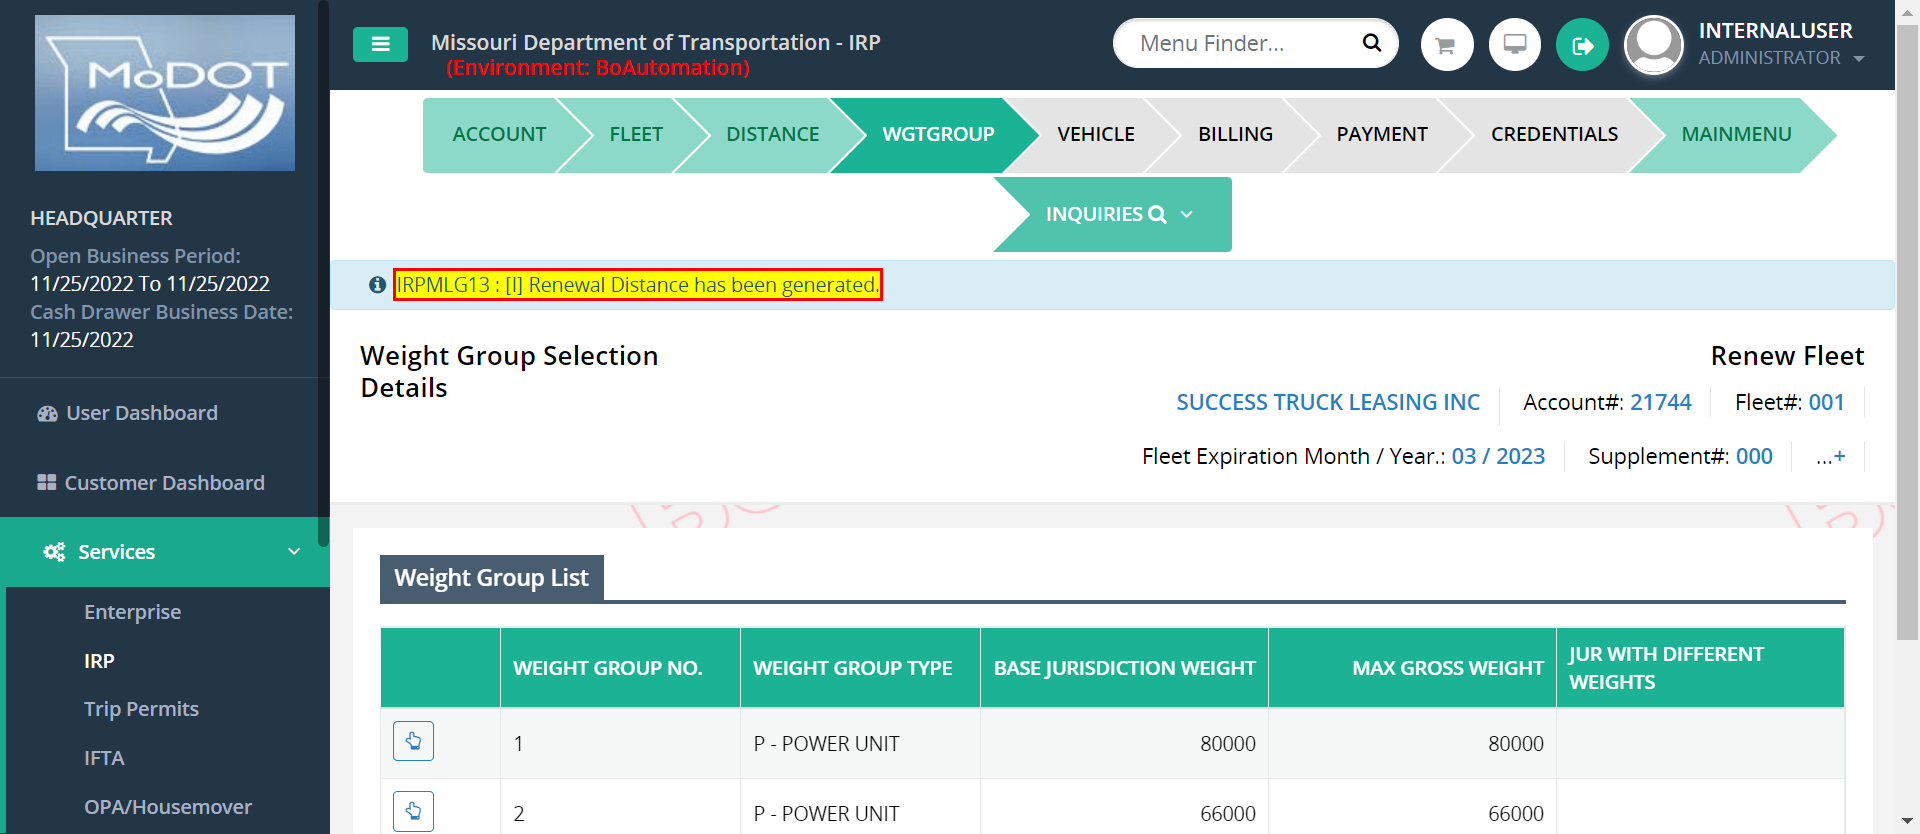 MoDOT
HEADQUARTER
Open Business Period:
11/25/2022 To 11/25/2022
Cash Drawer Business Date:
11/25/2022
User Dashboard
Customer Dashboard
Services
Enterprise
IRP
Trip Permits
IFTA
OPA/Housemover
Missouri Department of Transportation - IRP
(Environment: BoAutomation)
Menu Finder...
INTERNALUSER
ADMINISTRATOR
ACCOUNT FLEET DISTANCE WGTGROUP VEHICLE BILLING PAYMENT CREDENTIALS MAINMENU
INQUIRIES
IRPMLG13 : [I] Renewal Distance has been generated.
Weight Group Selection
Details
Renew Fleet
SUCCESS TRUCK LEASING INC Account#: 21744 Fleet#: 001
Fleet Expiration Month / Year.: 03 / 2023 Supplement#: 000 ...+
Weight Group List
WEIGHT GROUP NO. WEIGHT GROUP TYPE BASE JURISDICTION WEIGHT MAX GROSS WEIGHT JUR WITH DIFFERENT
WEIGHTS
1 P - POWER UNIT 80000 80000
2 P - POWER UNIT 66000 66000